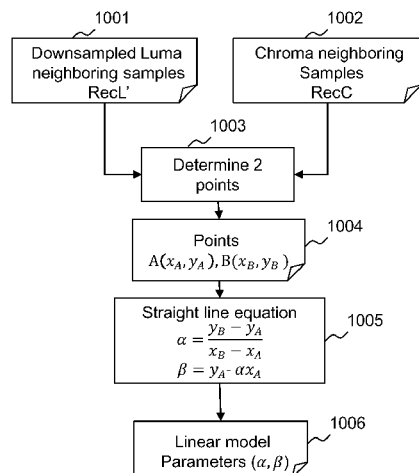 1001
Downsampled Luma
neighboring samples
RecL'
1002
Chroma neighboring
Samples
RecC
1003
Determine 2
points
1004
Points
A(x_A, y_A), B(x_B, y_B)
1005
Straight line equation
α = (y_B − y_A) / (x_B − x_A)
β = y_A- αx_A
1006
Linear model
Parameters (α, β)